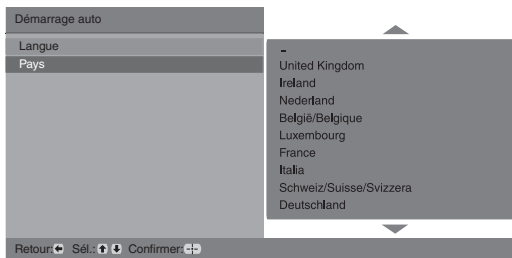 Démarrage auto
Langue
Pays
-
United Kingdom
Ireland
Nederland
België/Belgique
Luxembourg
France
Italia
Schweiz/Suisse/Svizzera
Deutschland
Retour: Sél.: Confirmer: